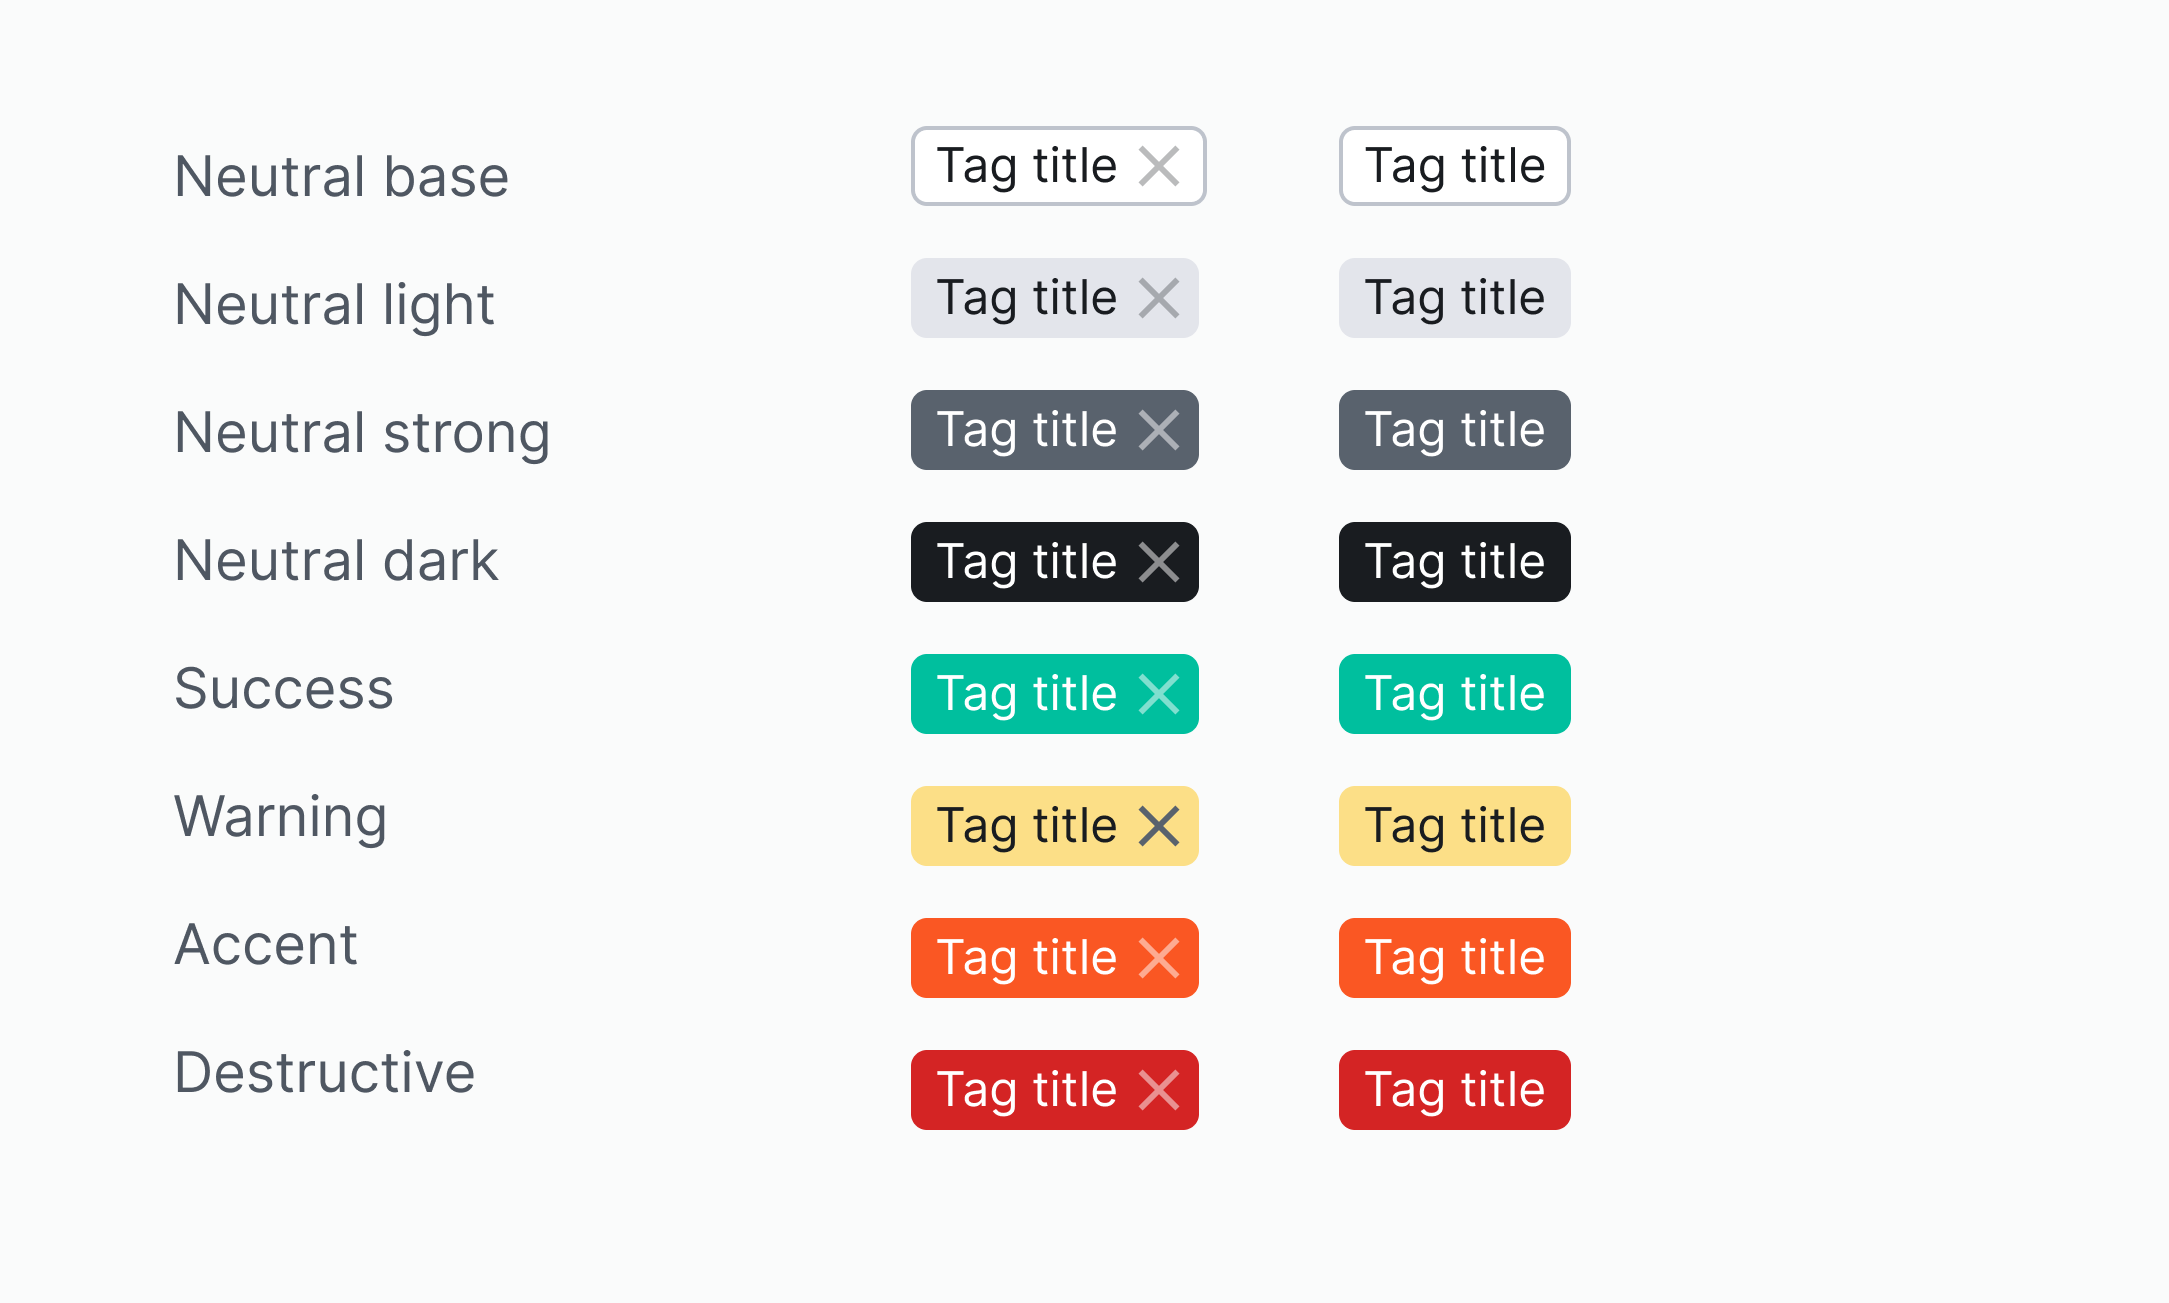 Neutral base Tag title Tag title
Neutral light Tag title Tag title
Neutral strong Tag title Tag title
Neutral dark Tag title Tag title
Success Tag title Tag title
Warning Tag title Tag title
Accent Tag title Tag title
Destructive Tag title Tag title